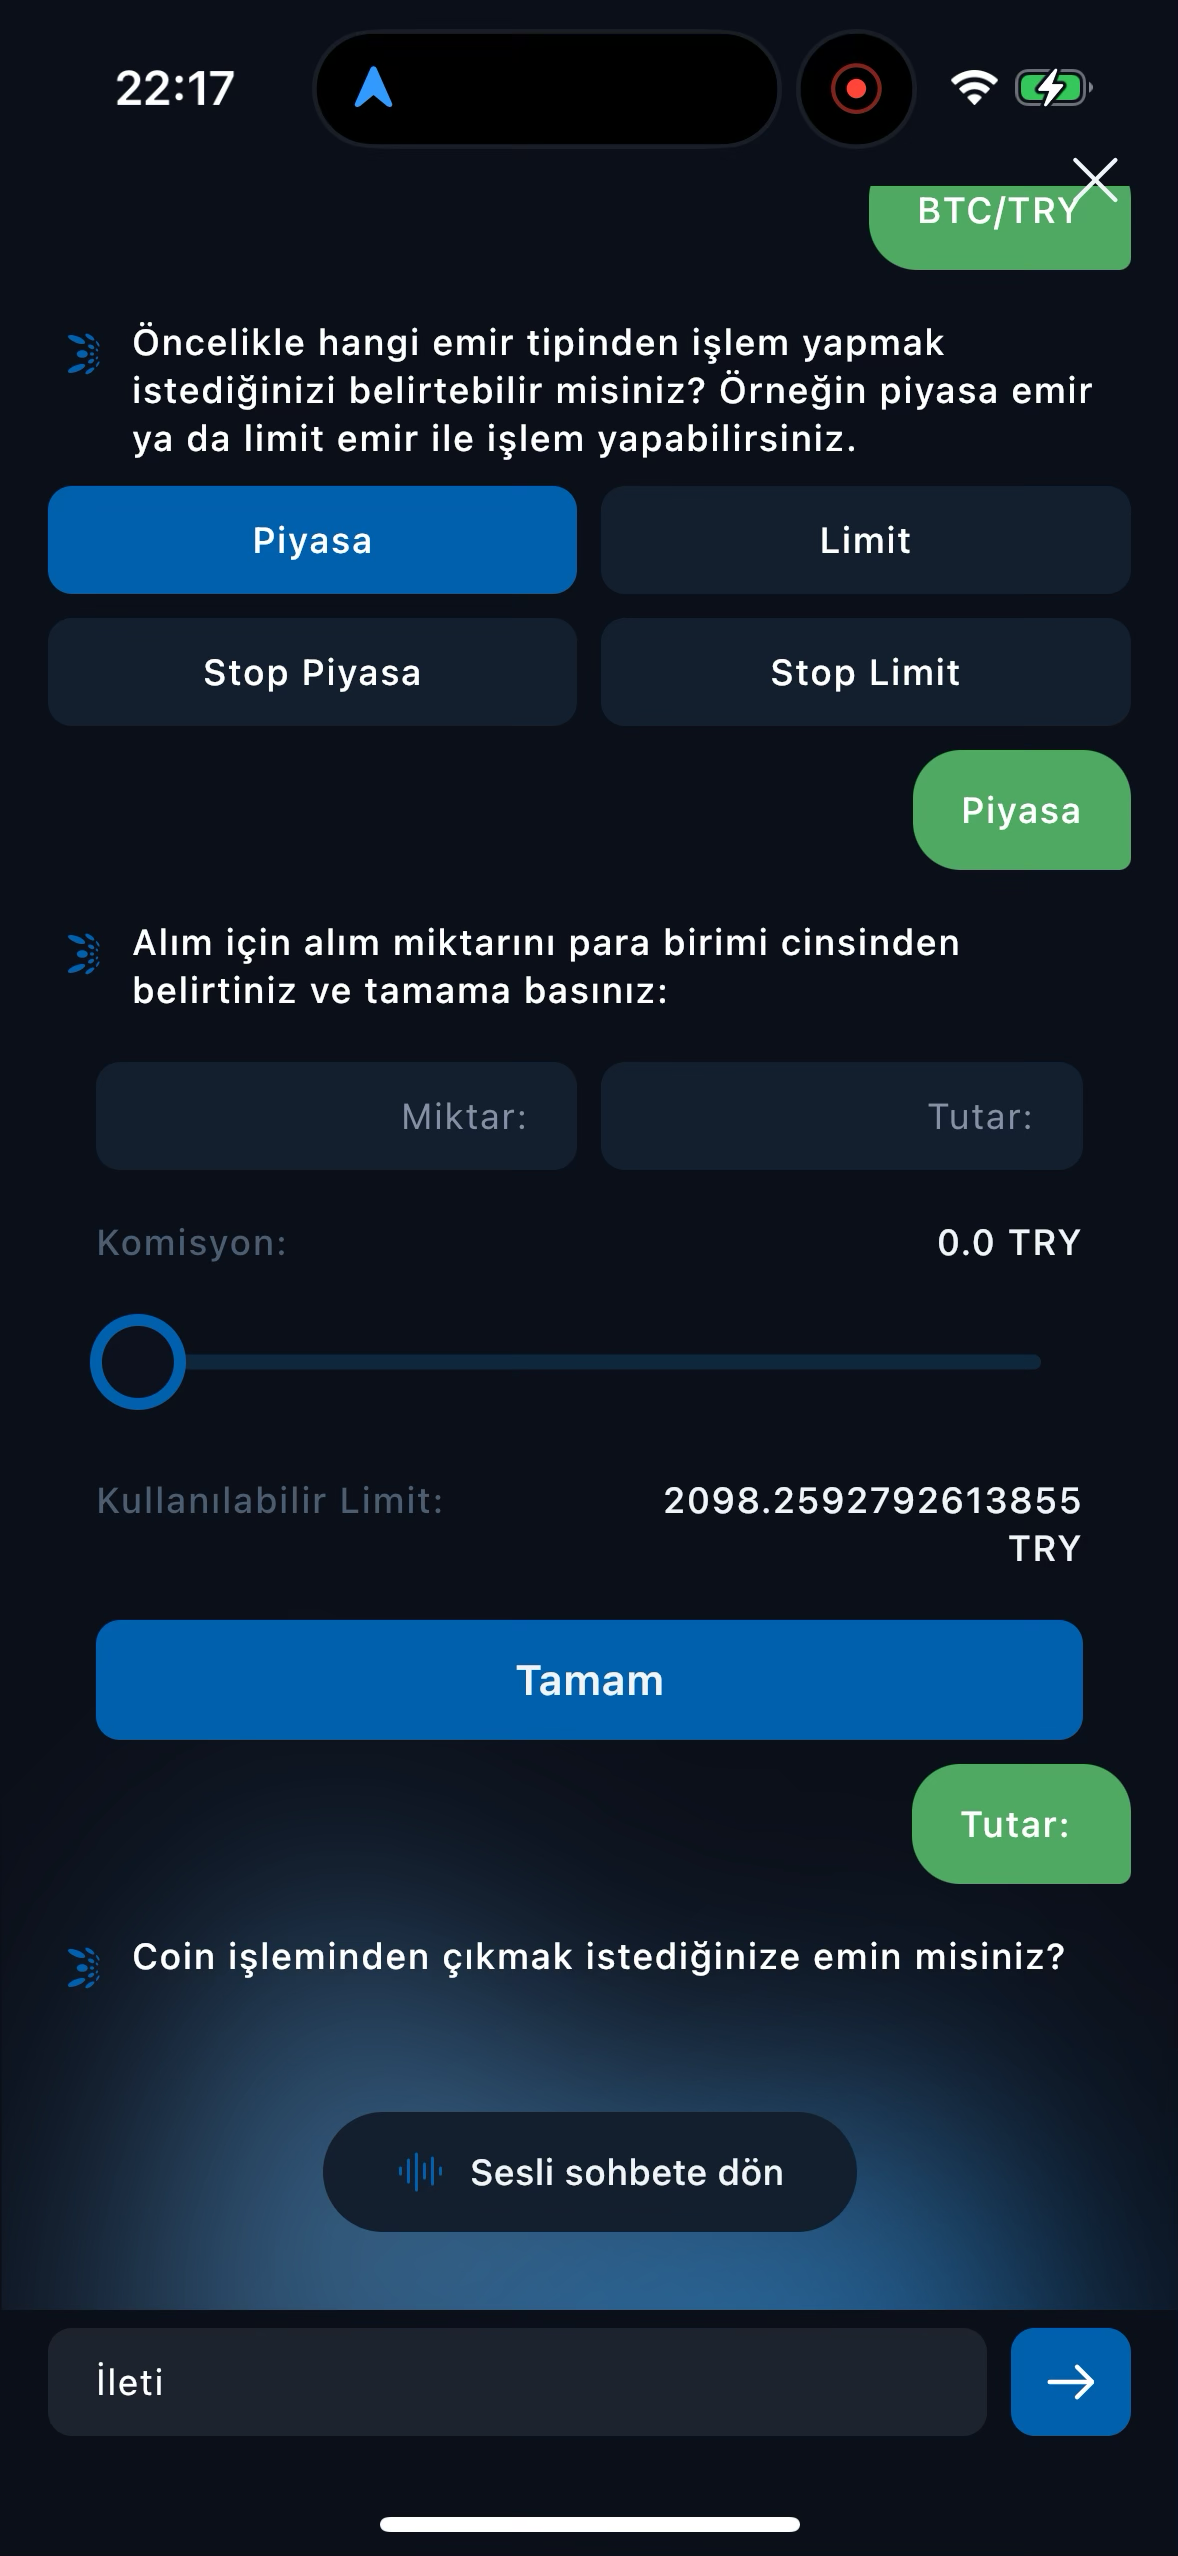 22:17
BTC/TRY
Öncelikle hangi emir tipinden işlem yapmak
istediğinizi belirtebilir misiniz? Örneğin piyasa emir
ya da limit emir ile işlem yapabilirsiniz.
Piyasa
Limit
Stop Piyasa
Stop Limit
Piyasa
Alım için alım miktarını para birimi cinsinden
belirtiniz ve tamama basınız:
Miktar:
Tutar:
Komisyon:
0.0 TRY
Kullanılabilir Limit:
2098.2592792613855
TRY
Tamam
Tutar:
Coin işleminden çıkmak istediğinize emin misiniz?
Sesli sohbete dön
İleti